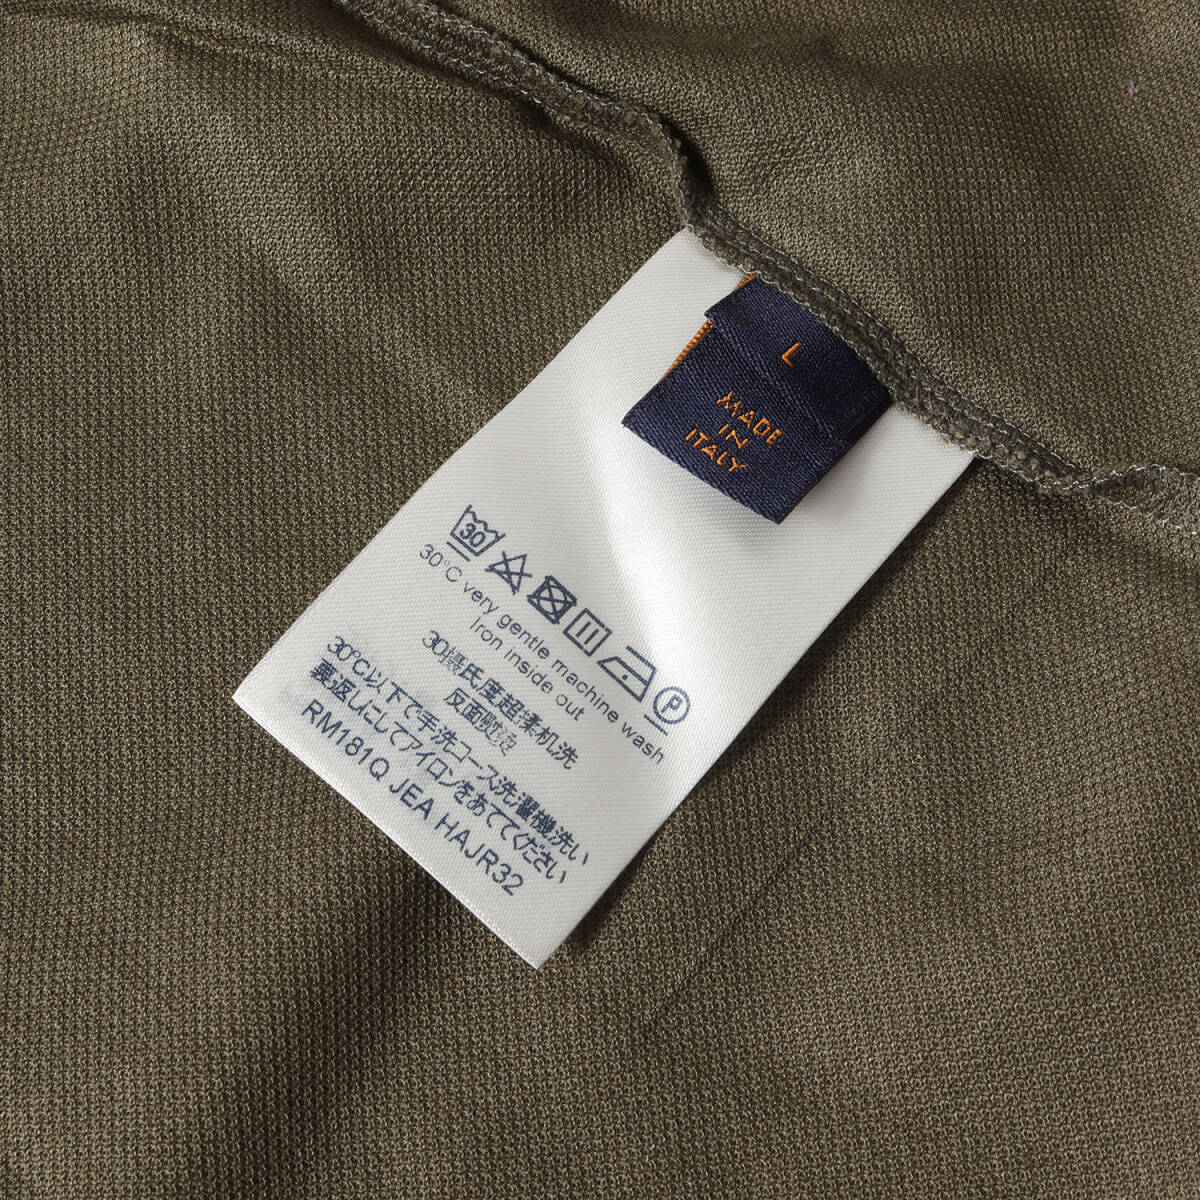 L
MADE
IN
ITALY
30
P
30°C very gentle machine wash
Iron inside out
30摄氏度超柔机洗
反面熨烫
30℃以下で手洗コース洗濯機洗い
裏返しにしてアイロンをあててください
RM181Q JEA HAJR32